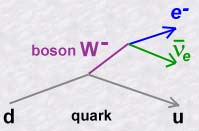 e-
boson W-
ν̄e
d quark u